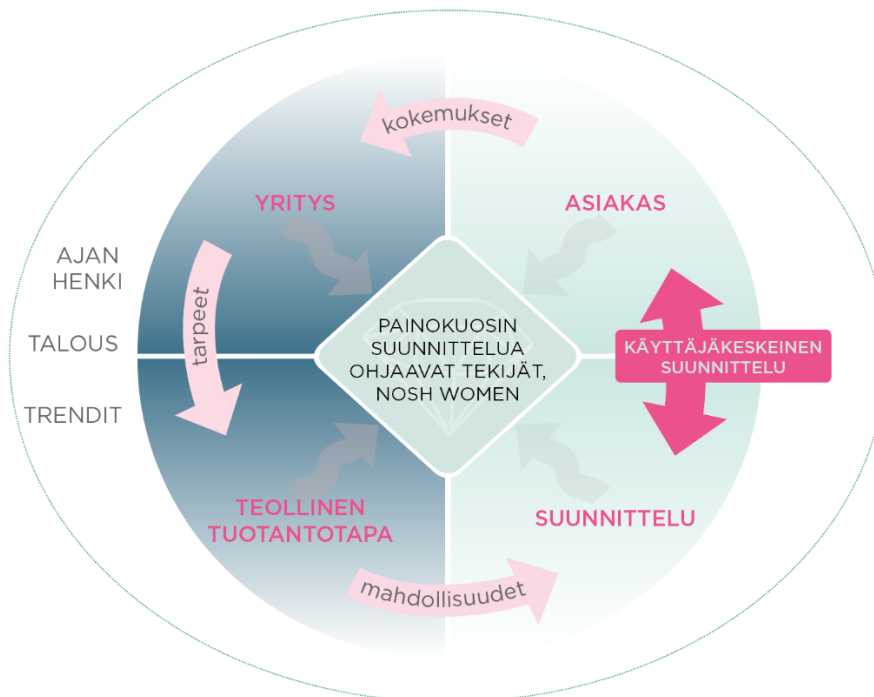 kokemukset
YRITYS
ASIAKAS
AJAN
HENKI
TALOUS
TRENDIT
tarpeet
PAINOKUOSIN
SUUNNITTELUA
OHJAAVAT TEKIJÄT,
NOSH WOMEN
KÄYTTÄJÄKESKEINEN
SUUNNITTELU
TEOLLINEN
TUOTANTOTAPA
SUUNNITTELU
mahdollisuudet